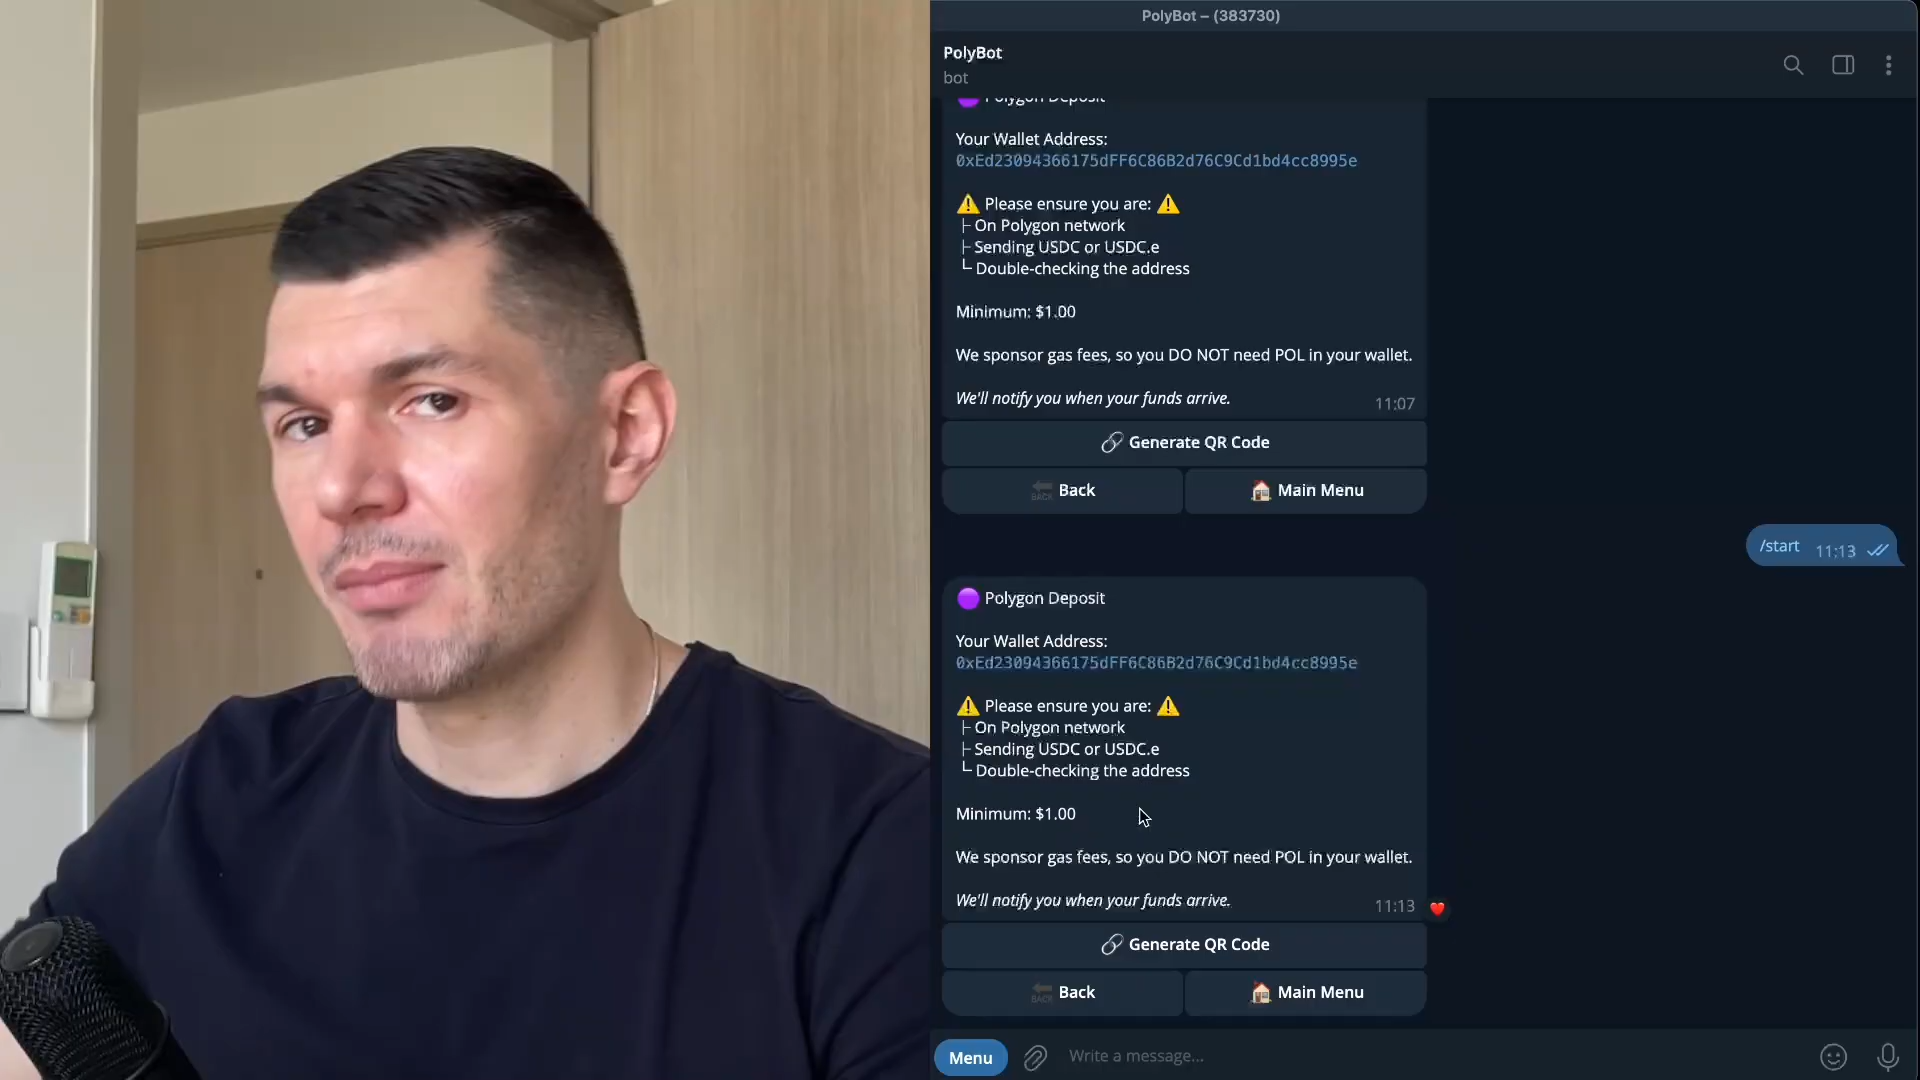 PolyBot – (383730)
PolyBot
bot
Polygon Deposit
Your Wallet Address:
0xEd23094366175dFF6C86B2d76C9Cd1bd4cc8995e
⚠️ Please ensure you are: ⚠️
├ On Polygon network
├ Sending USDC or USDC.e
└ Double-checking the address
Minimum: $1.00
We sponsor gas fees, so you DO NOT need POL in your wallet.
We'll notify you when your funds arrive.
11:07
🔗 Generate QR Code
🔙 Back
🏠 Main Menu
/start 11:13
🟣 Polygon Deposit
Your Wallet Address:
0xEd23094366175dFF6C86B2d76C9Cd1bd4cc8995e
⚠️ Please ensure you are: ⚠️
├ On Polygon network
├ Sending USDC or USDC.e
└ Double-checking the address
Minimum: $1.00
We sponsor gas fees, so you DO NOT need POL in your wallet.
We'll notify you when your funds arrive.
11:13 ❤️
🔗 Generate QR Code
🔙 Back
🏠 Main Menu
Menu
Write a message...